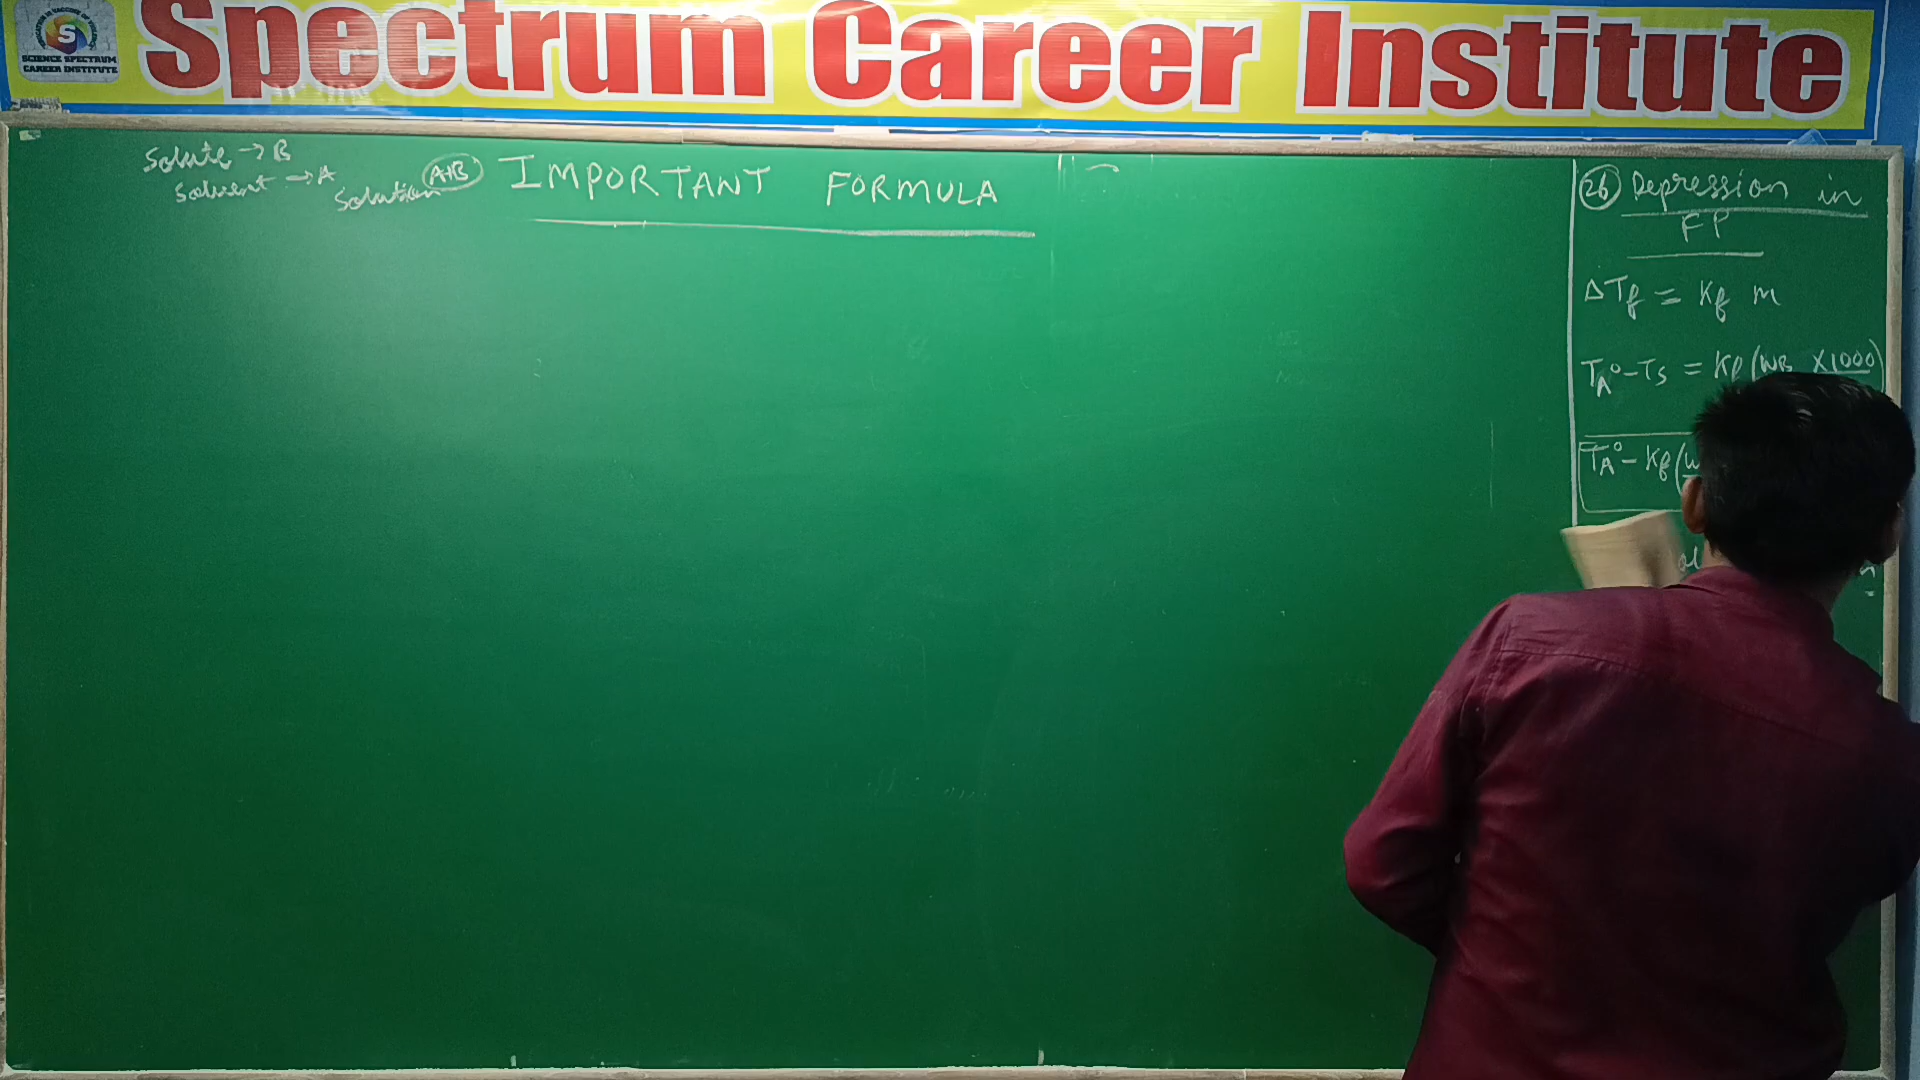 Spectrum Career Institute
S
SCIENCE SPECTRUM
CAREER INSTITUTE
Solute → B
Solvent → A
Solution A+B
IMPORTANT FORMULA
26 Depression in
FP
ΔTf = Kf m
TA° - Ts = Kf (WB × 1000)
TA° - Kf (W